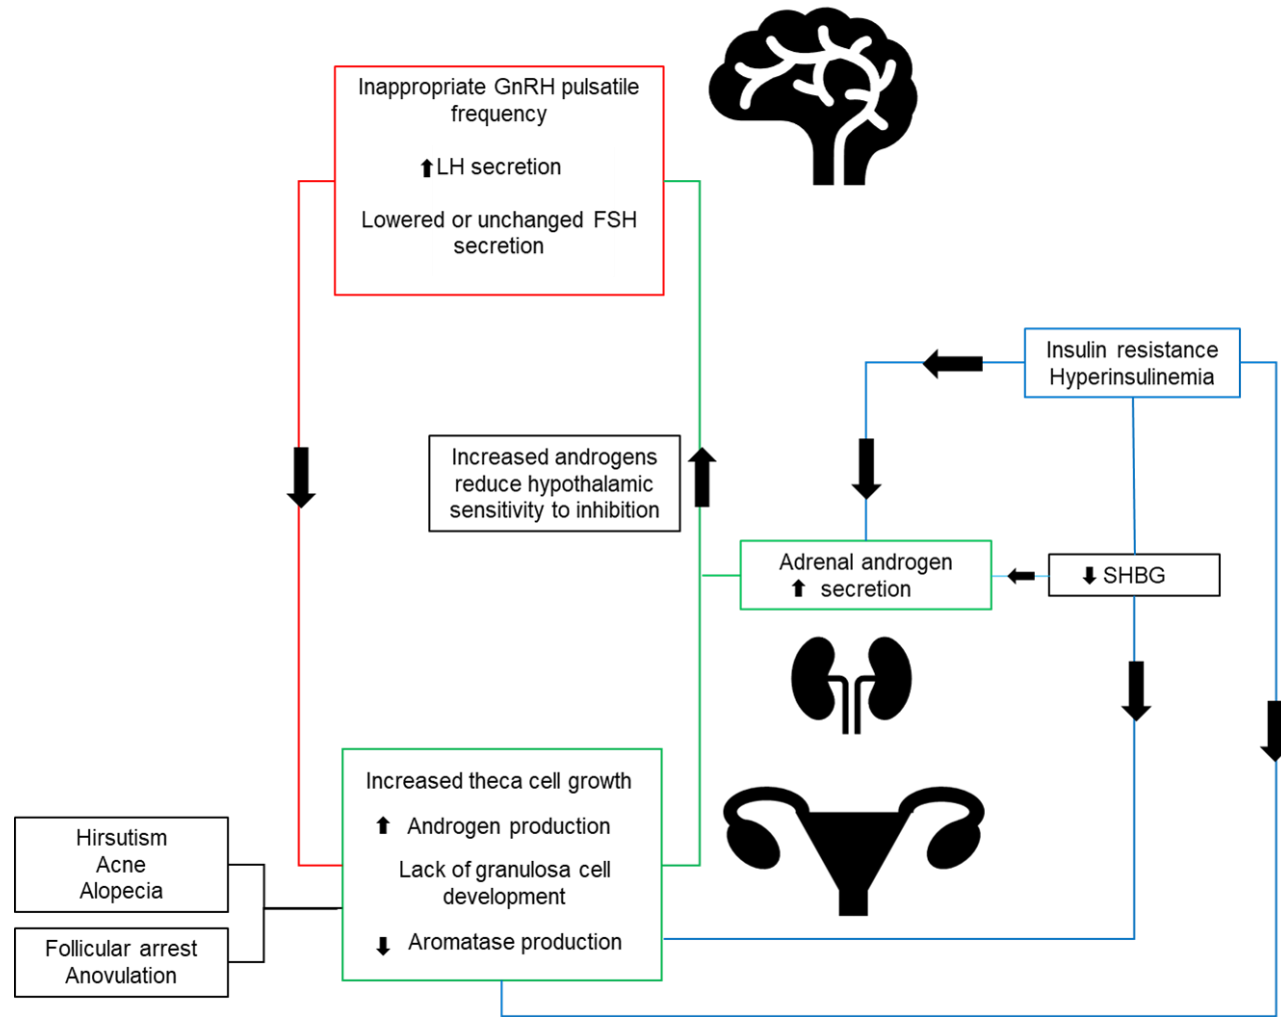 Inappropriate GnRH pulsatile
frequency
⬆LH secretion
Lowered or unchanged FSH
secretion
Insulin resistance
Hyperinsulinemia
Increased androgens
reduce hypothalamic
sensitivity to inhibition
Adrenal androgen
⬆ secretion
⬇ SHBG
Increased theca cell growth
⬆ Androgen production
Lack of granulosa cell
development
⬇ Aromatase production
Hirsutism
Acne
Alopecia
Follicular arrest
Anovulation